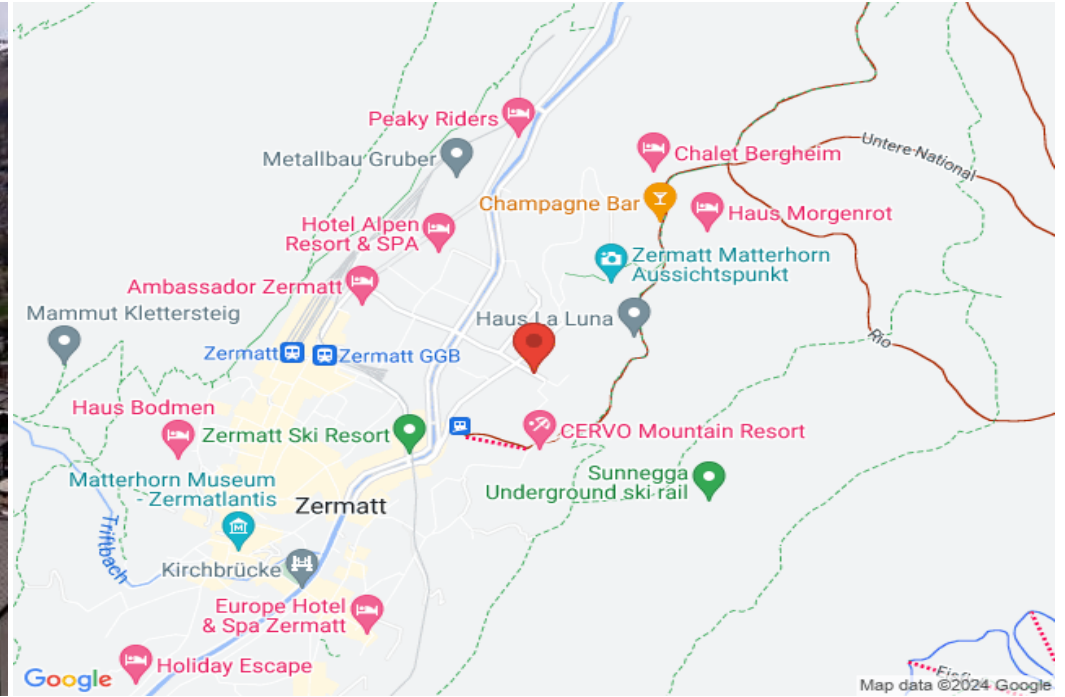 Peaky Riders
Metallbau Gruber
Chalet Bergheim
Untere National
Champagne Bar
Haus Morgenrot
Hotel Alpen
Resort & SPA
Zermatt Matterhorn
Aussichtspunkt
Ambassador Zermatt
Mammut Klettersteig
Haus La Luna
Rio
Zermatt
Zermatt GGB
Haus Bodmen
Zermatt Ski Resort
CERVO Mountain Resort
Matterhorn Museum
Zermatlantis
Sunnegga
Underground ski rail
Zermatt
Triftbach
Kirchbrücke
Europe Hotel
& Spa Zermatt
Holiday Escape
Google
Map data ©2024 Google